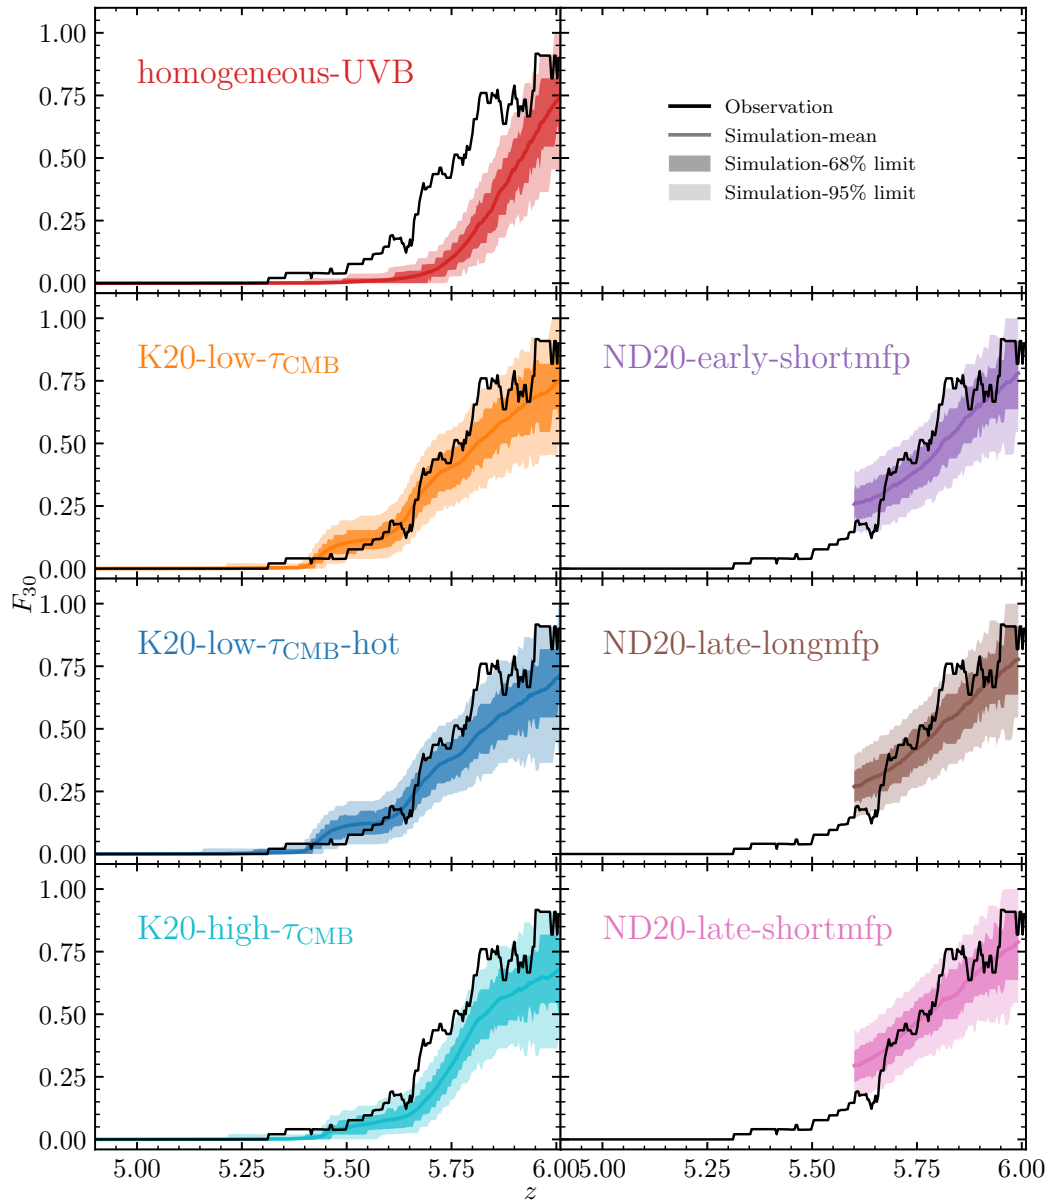 1.00
homogeneous-UVB
0.75
0.50
0.25
0.00
Observation
Simulation-mean
Simulation-68% limit
Simulation-95% limit
1.00
K20-low-τCMB
0.75
0.50
0.25
0.00
ND20-early-shortmfp
F30
1.00
K20-low-τCMB-hot
0.75
0.50
0.25
0.00
ND20-late-longmfp
1.00
K20-high-τCMB
0.75
0.50
0.25
0.00
ND20-late-shortmfp
5.00 5.25 5.50 5.75 6.00 5.00 5.25 5.50 5.75 6.00
z z